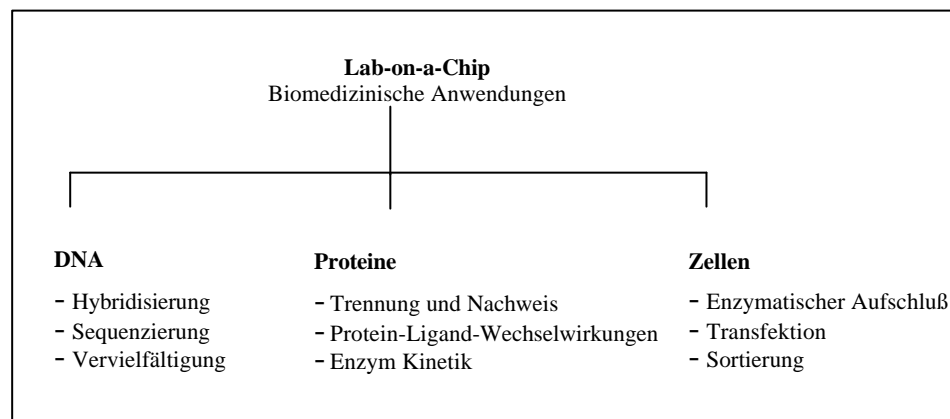 Lab-on-a-Chip
Biomedizinische Anwendungen
DNA
- Hybridisierung
- Sequenzierung
- Vervielfältigung
Proteine
- Trennung und Nachweis
- Protein-Ligand-Wechselwirkungen
- Enzym Kinetik
Zellen
- Enzymatischer Aufschluß
- Transfektion
- Sortierung